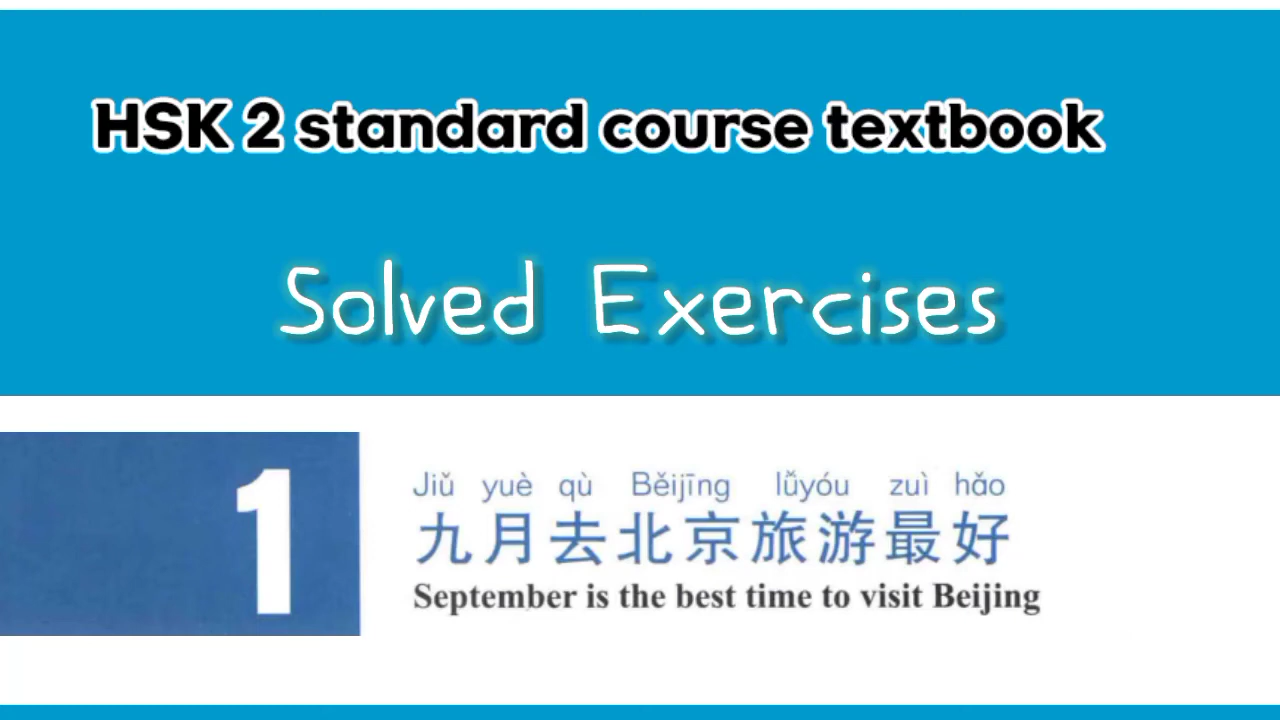 HSK 2 standard course textbook
Solved Exercises
1
Jiǔ yuè qù Běijīng lǚyóu zuì hǎo
九月去北京旅游最好
September is the best time to visit Beijing